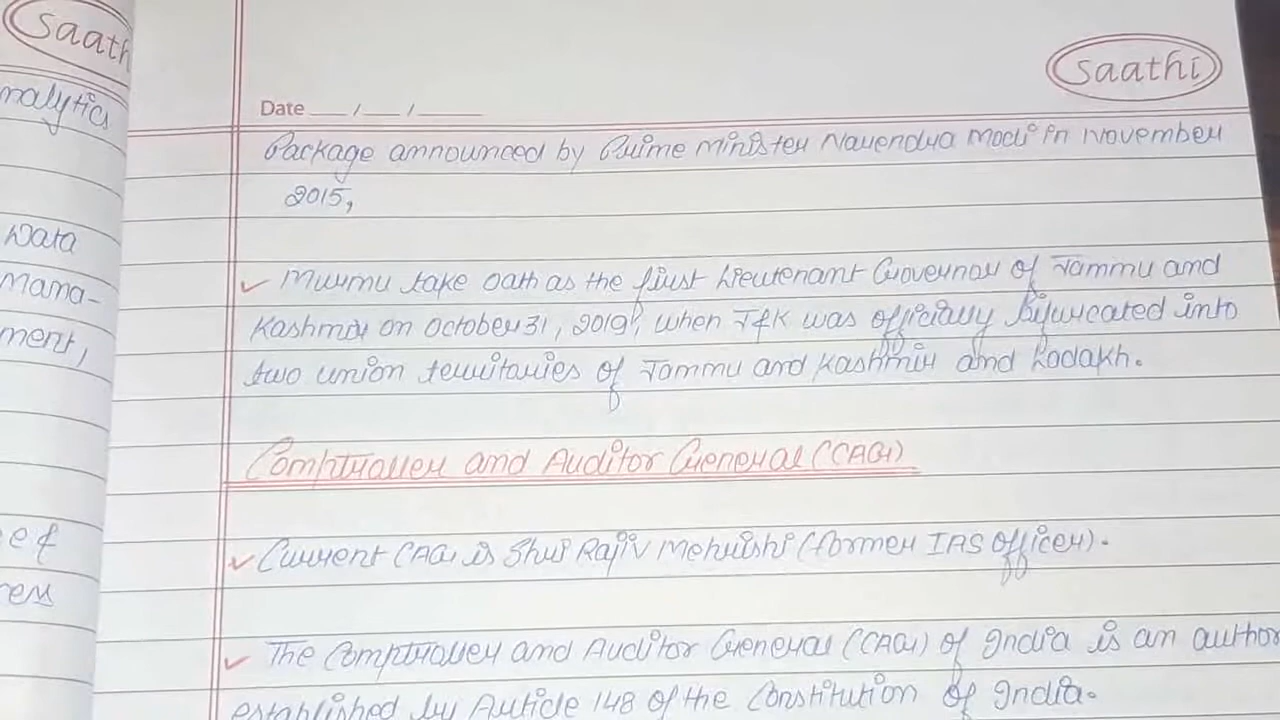 Saath
nalytics
Data
Mana-
ment,
e of
ers
Saathi
Date ___/___/______
Package announced by Prime Minister Narendra Modi in November
2015,
✓ Murmu take oath as the first Lieutenant Governor of Jammu and
Kashmir on October 31, 2019, when J&K was officially bifurcated into
two union territories of Jammu and Kashmir and Ladakh.
Comptroller and Auditor General (CAG)
✓ Current CAG is Shri Rajiv Mehrishi (former IAS officer).
✓ The Comptroller and Auditor General (CAG) of India is an author
established by Article 148 of the Constitution of India.